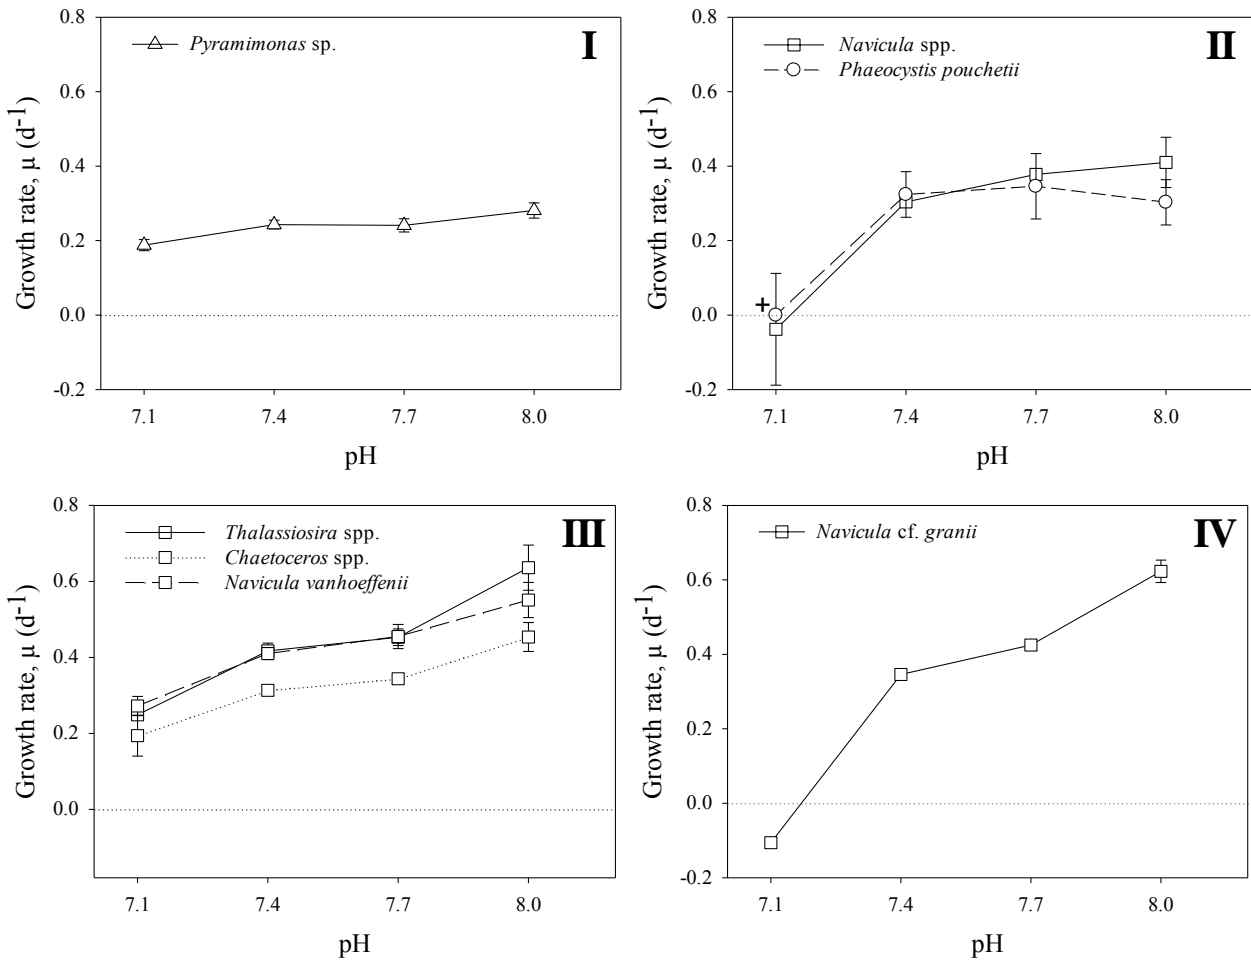 Pyramimonas sp.
I
0.8
0.6
0.4
0.2
0.0
-0.2
Growth rate, μ (d-1)
7.1 7.4 7.7 8.0
pH
Navicula spp.
Phaeocystis pouchetii
II
0.8
0.6
0.4
0.2
0.0
-0.2
Growth rate, μ (d-1)
+
7.1 7.4 7.7 8.0
pH
Thalassiosira spp.
Chaetoceros spp.
Navicula vanhoeffenii
III
0.8
0.6
0.4
0.2
0.0
Growth rate, μ (d-1)
7.1 7.4 7.7 8.0
pH
Navicula cf. granii
IV
0.8
0.6
0.4
0.2
0.0
-0.2
Growth rate, μ (d-1)
7.1 7.4 7.7 8.0
pH